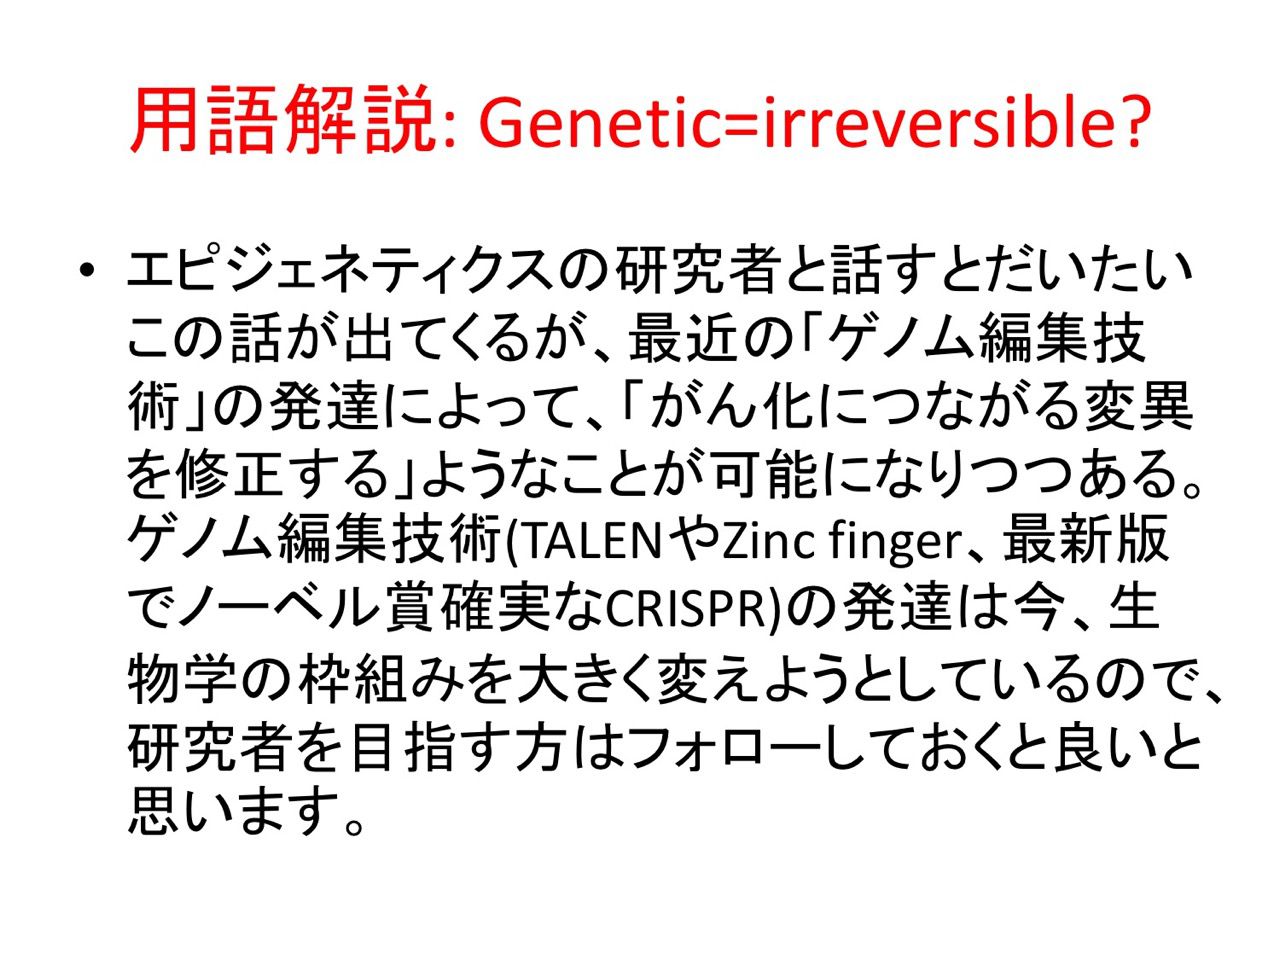 用語解説: Genetic=irreversible?
• エピジェネティクスの研究者と話すとだいたい
この話が出てくるが、最近の「ゲノム編集技
術」の発達によって、「がん化につながる変異
を修正する」ようなことが可能になりつつある。
ゲノム編集技術(TALENやZinc finger、最新版
でノーベル賞確実なCRISPR)の発達は今、生
物学の枠組みを大きく変えようとしているので、
研究者を目指す方はフォローしておくと良いと
思います。